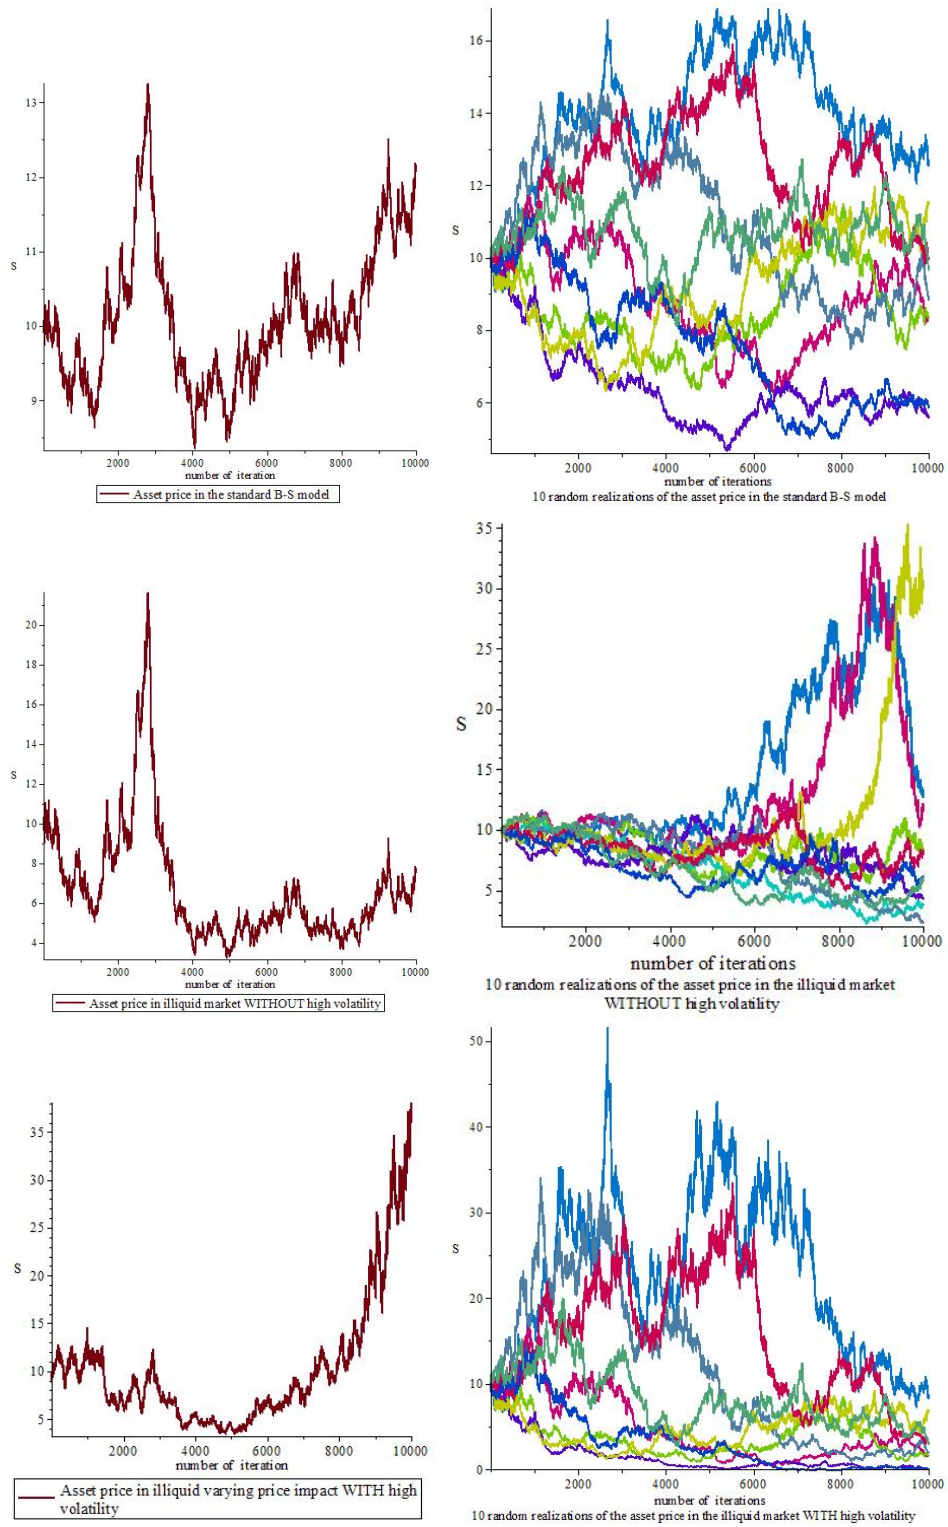 13
12
11
S
10
9
2000 4000 6000 8000 10000
number of iteration
Asset price in the standard B-S model
16
14
12
S
10
8
6
2000 4000 6000 8000 10000
number of iterations
10 random realizations of the asset price in the standard B-S model
20
18
16
14
S
12
10
8
6
4
2000 4000 6000 8000 10000
number of iteration
Asset price in illiquid market WITHOUT high volatility
35
30
25
20
S
15
10
5
2000 4000 6000 8000 10000
number of iterations
10 random realizations of the asset price in the illiquid market
WITHOUT high volatility
35
30
25
S
20
15
10
5
2000 4000 6000 8000 10000
number of iteration
Asset price in illiquid varying price impact WITH high
volatility
50
40
30
S
20
10
0
2000 4000 6000 8000 10000
number of iterations
10 random realizations of the asset price in the illiquid market WITH high volatility